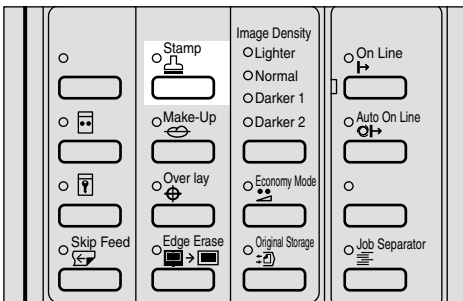 Stamp
Make-Up
Over lay
Skip Feed
Edge Erase
Image Density
Lighter
Normal
Darker 1
Darker 2
Economy Mode
Original Storage
On Line
Auto On Line
Job Separator